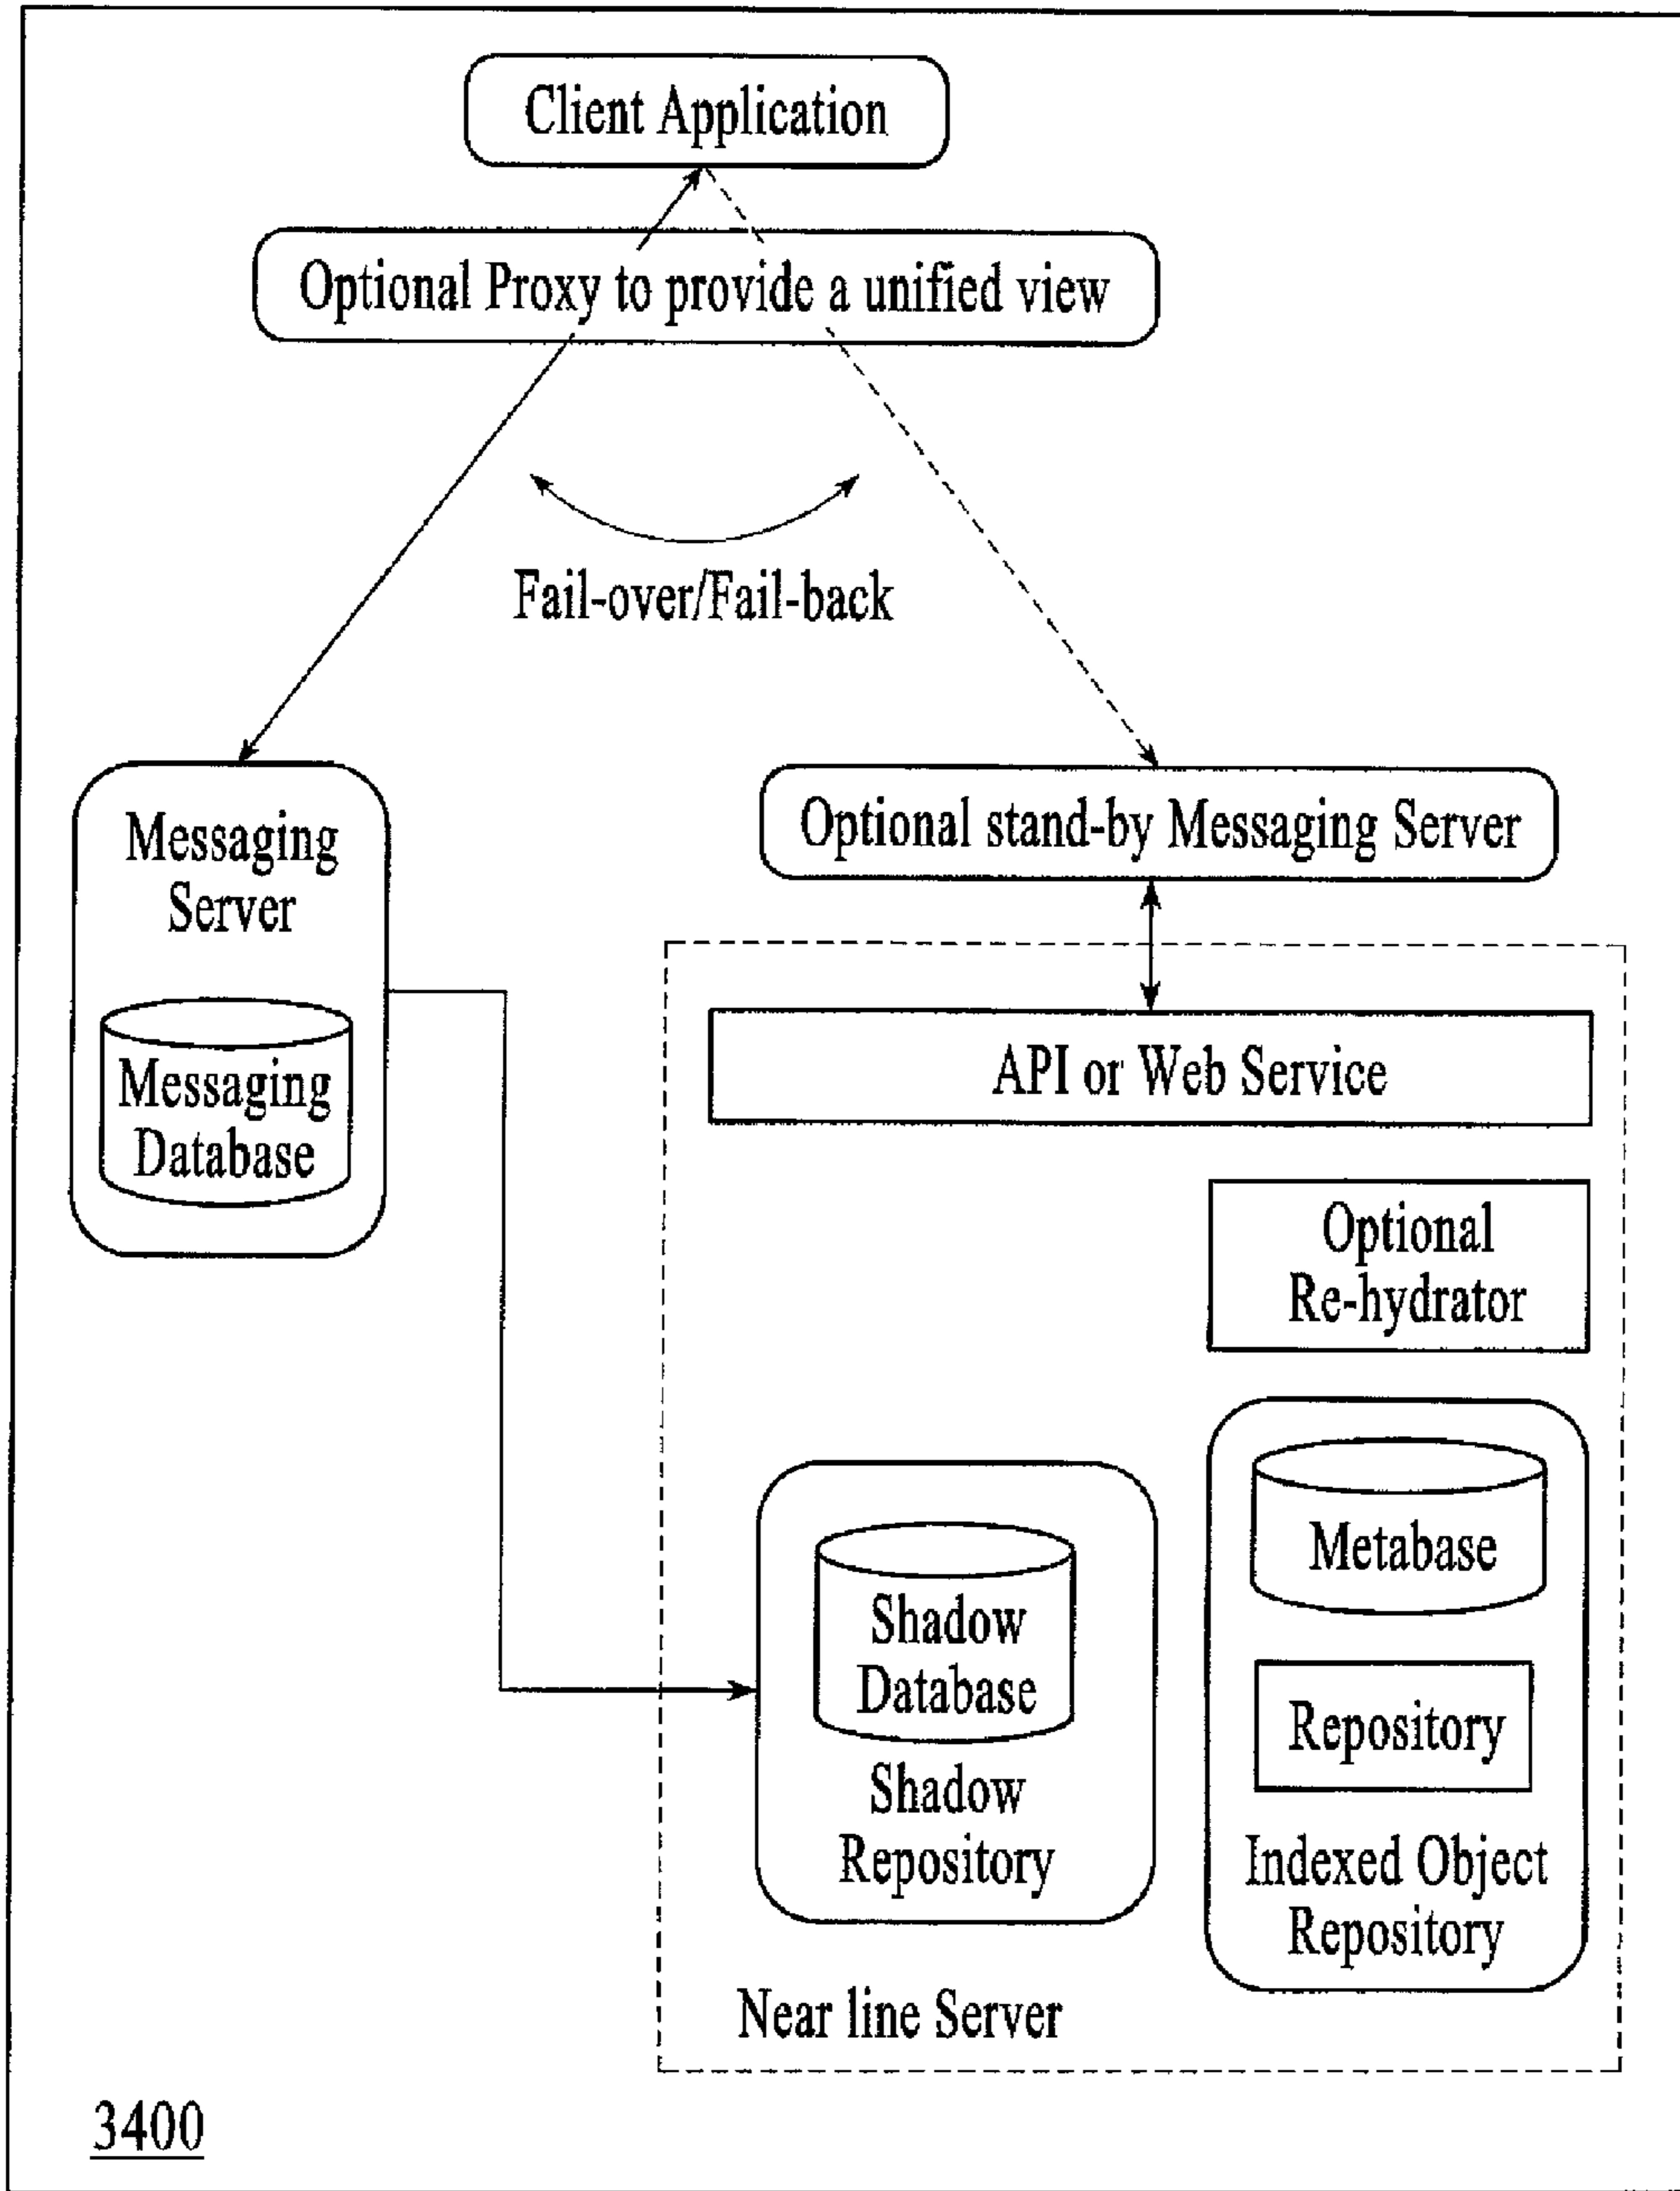 Client Application
Optional Proxy to provide a unified view
Fail-over/Fail-back
Messaging
Server
Messaging
Database
Optional stand-by Messaging Server
API or Web Service
Optional
Re-hydrator
Metabase
Repository
Indexed Object
Repository
Shadow
Database
Shadow
Repository
Near line Server
3400